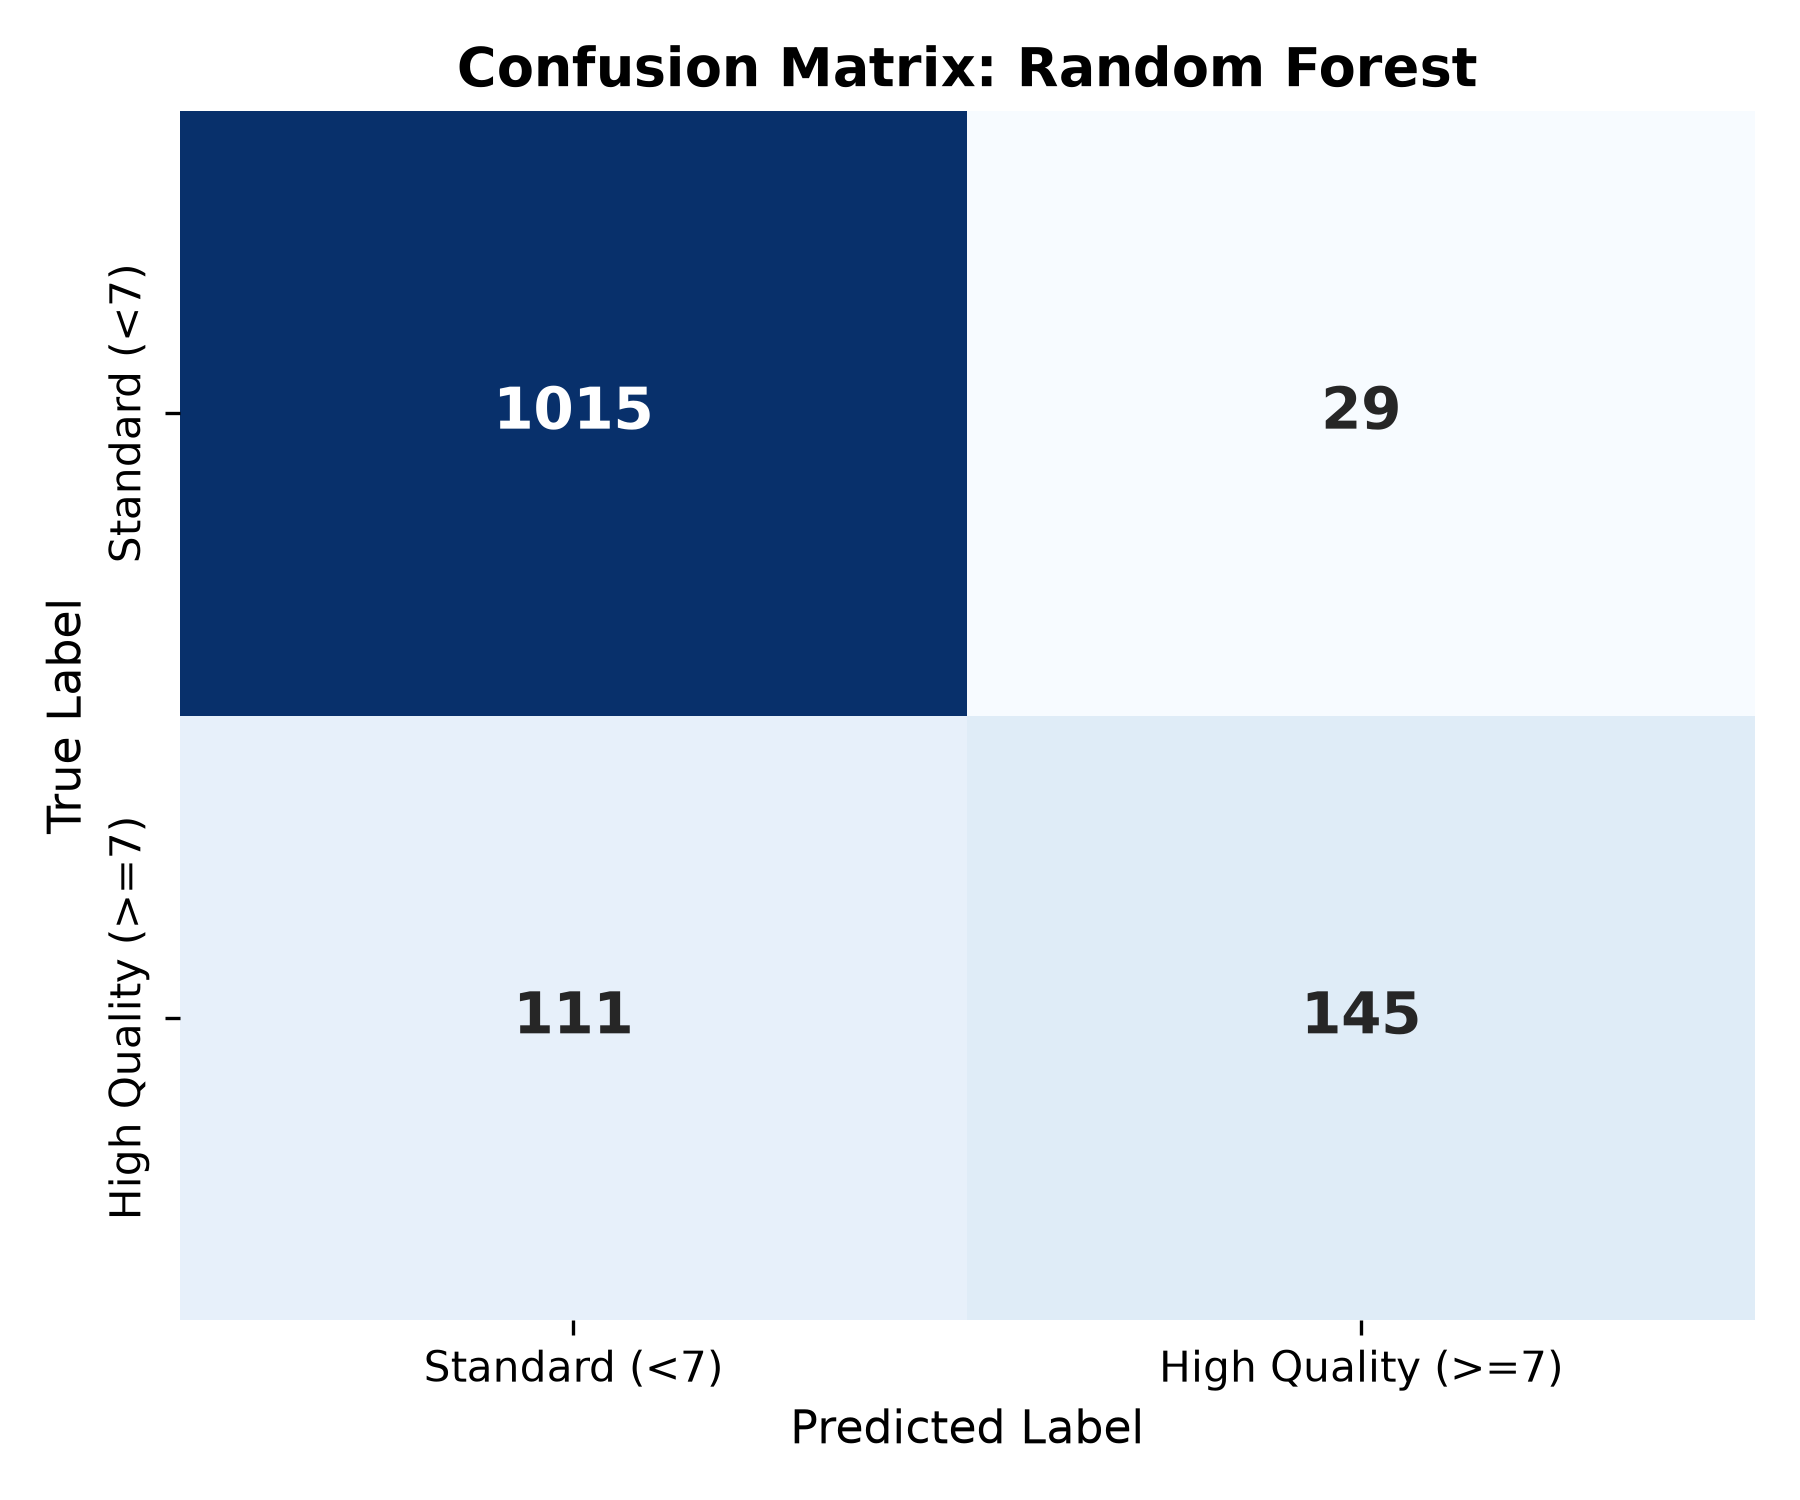 Confusion Matrix: Random Forest
True Label
Standard (<7)
1015
29
High Quality (>=7)
111
145
Standard (<7)
High Quality (>=7)
Predicted Label